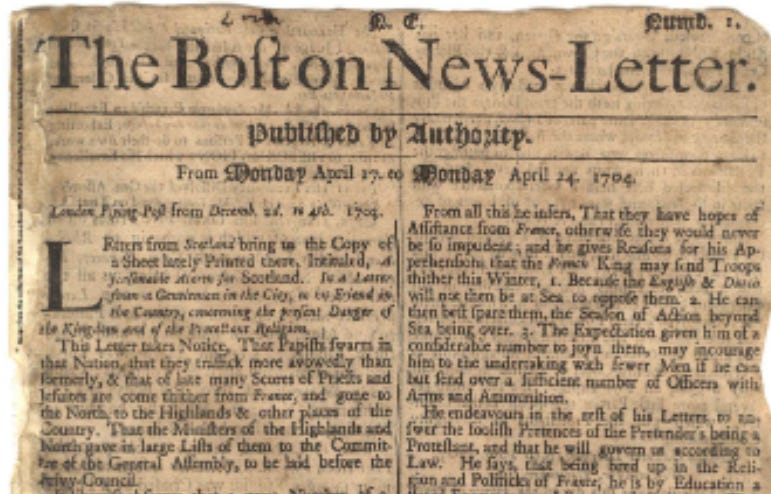 N. E.
Numb. 1.
The Boſton News-Letter.
Publiſhed by Authority.
From Monday April 17. to Monday April 24. 1704.
London Flying-Poſt from Decemb. 2d. to 4th. 1703.
LEtters from Scotland bring us the Copy of
a Sheet lately Printed there, Intituled, A
ſeaſonable Alarm for Scotland. In a Letter
from a Gentleman in the City, to his Friend in
the Country, concerning the preſent Danger of
the Kingdom and of the Proteſtant Religion.
This Letter takes Notice, That Papiſts ſwarm in
that Nation, that they traffick more avowedly than
formerly, & that of late many Scores of Prieſts and
Jeſuites are come thither from France, and gone to
the North, to the Highlands & other places of the
Country. That the Miniſters of the Highlands and
North gave in large Liſts of them to the Commit-
tee of the General Aſſembly, to be laid before the
Privy-Council.
From all this he infers, That they have hopes of
Aſſiſtance from France, otherwiſe they would never
be ſo impudent; and he gives Reaſons for his Ap-
prehenſions that the French King may ſend Troops
thither this Winter, 1. Becauſe the Engliſh & Dutch
will not then be at Sea to oppoſe them. 2. He can
then beſt ſpare them, the Seaſon of Action beyond
Sea being over. 3. The Expectation given him of a
conſiderable number to joyn them, may incourage
him to the undertaking with fewer Men if he can
but ſend over a ſufficient number of Officers with
Arms and Ammunition.
He endeavours in the reſt of his Letters to an-
ſwer the fooliſh Pretences of the Pretender's being a
Proteſtant, and that he will govern us according to
Law. He ſays, that being bred up in the Reli-
gion and Politicks of France, he is by Education a